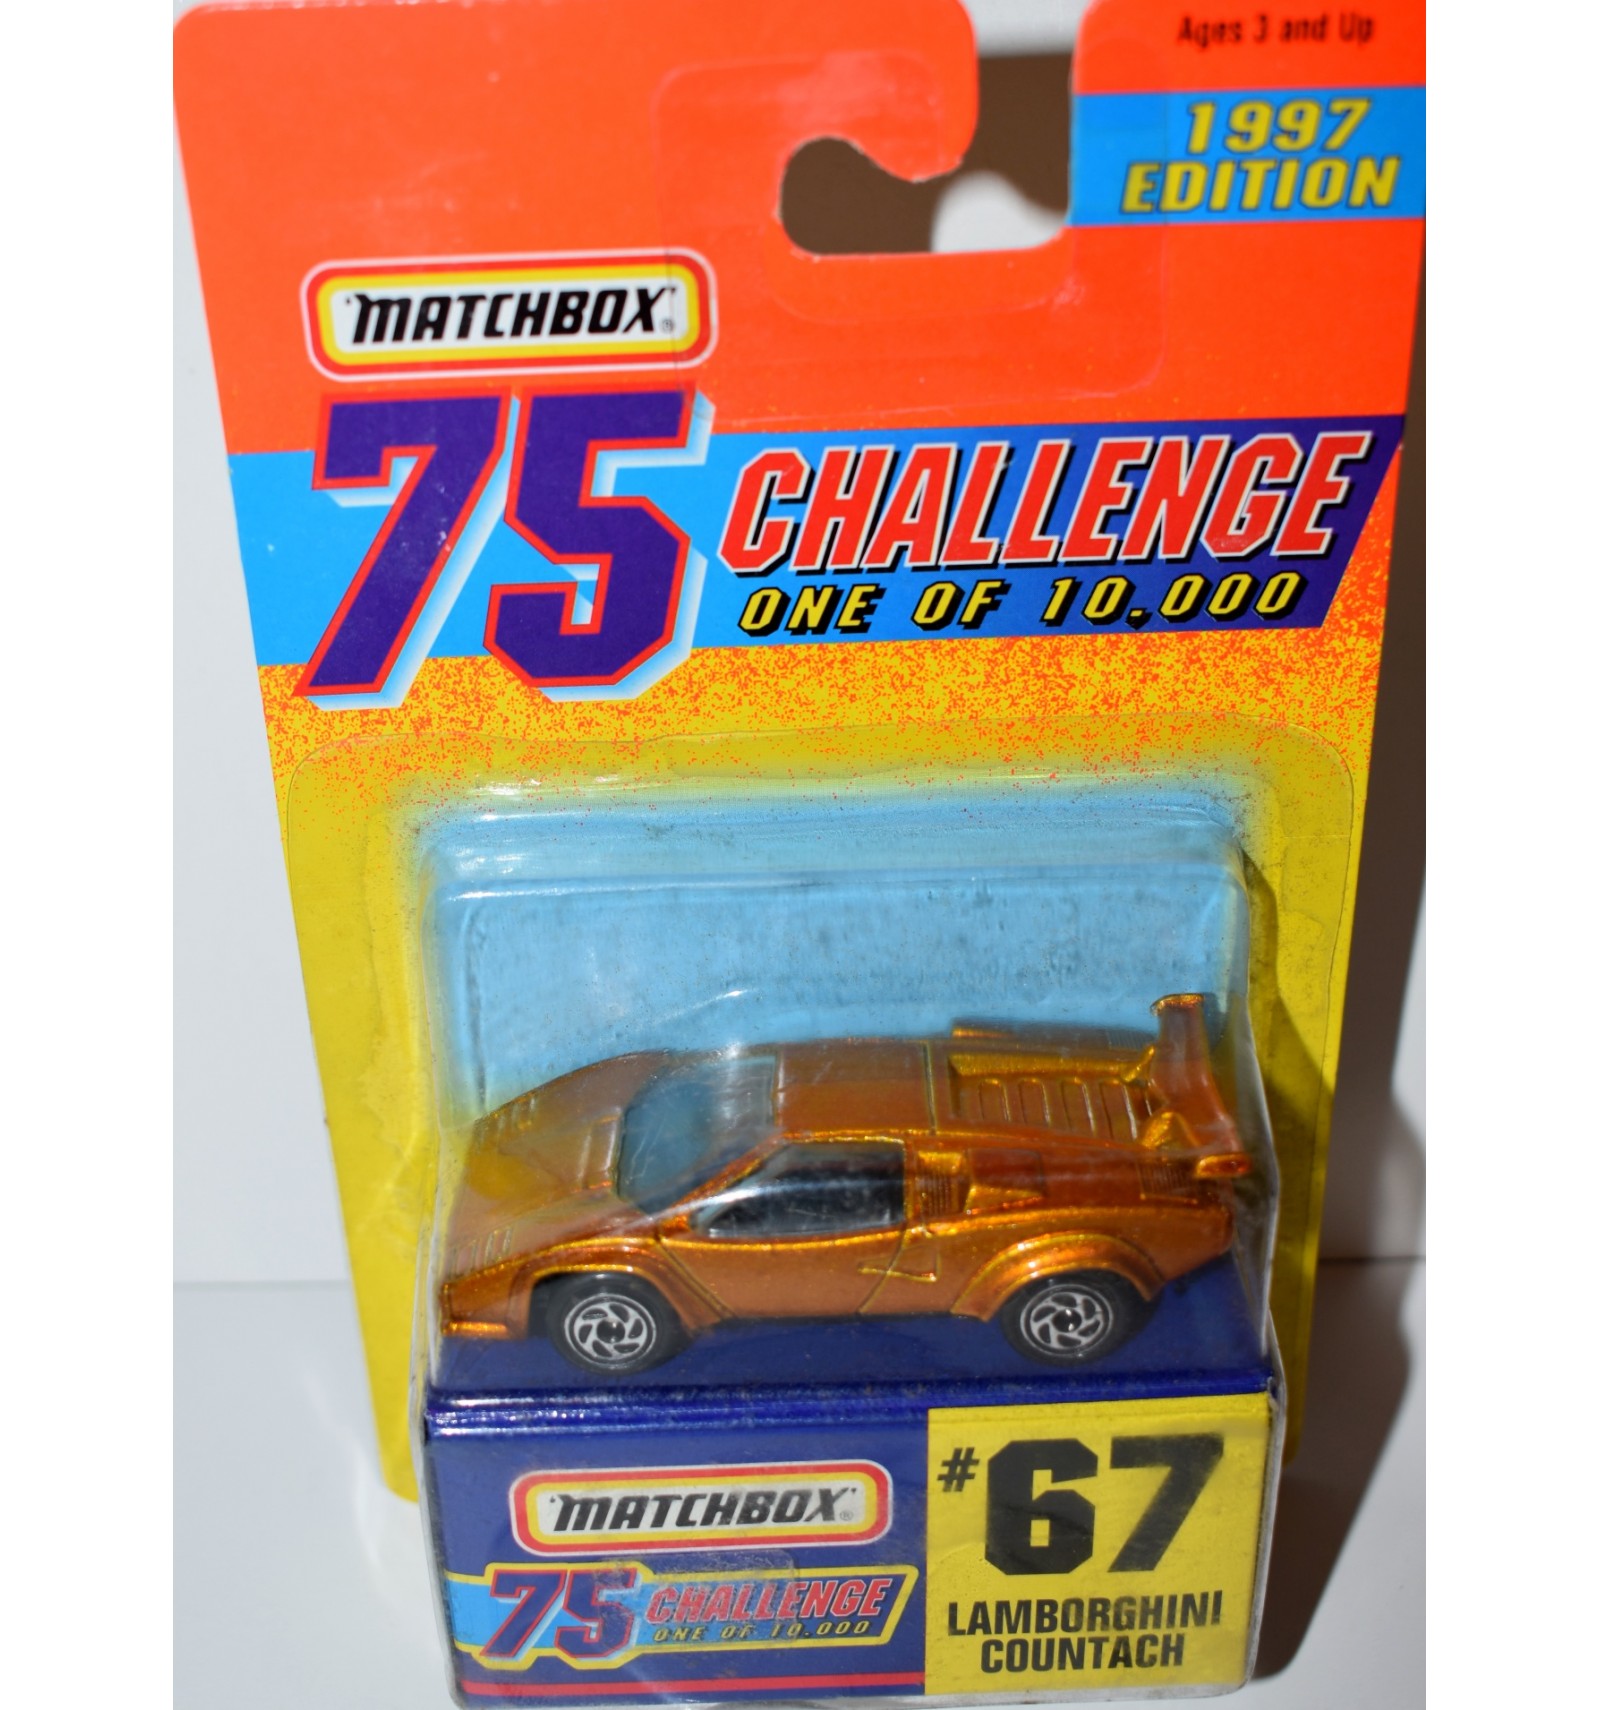 Ages 3 and Up
1997
EDITION
MATCHBOX®
75 CHALLENGE
ONE OF 10,000
MATCHBOX®
75 CHALLENGE
ONE OF 10,000
#67
LAMBORGHINI
COUNTACH